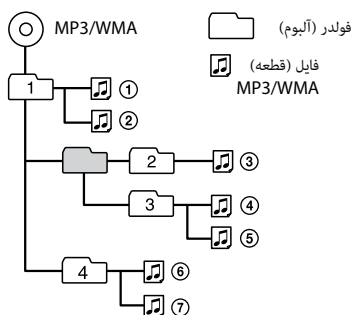 MP3/WMA
فولدر (آلبوم)
فایل (قطعه)
MP3/WMA
1
①
②
2
③
3
④
⑤
4
⑥
⑦